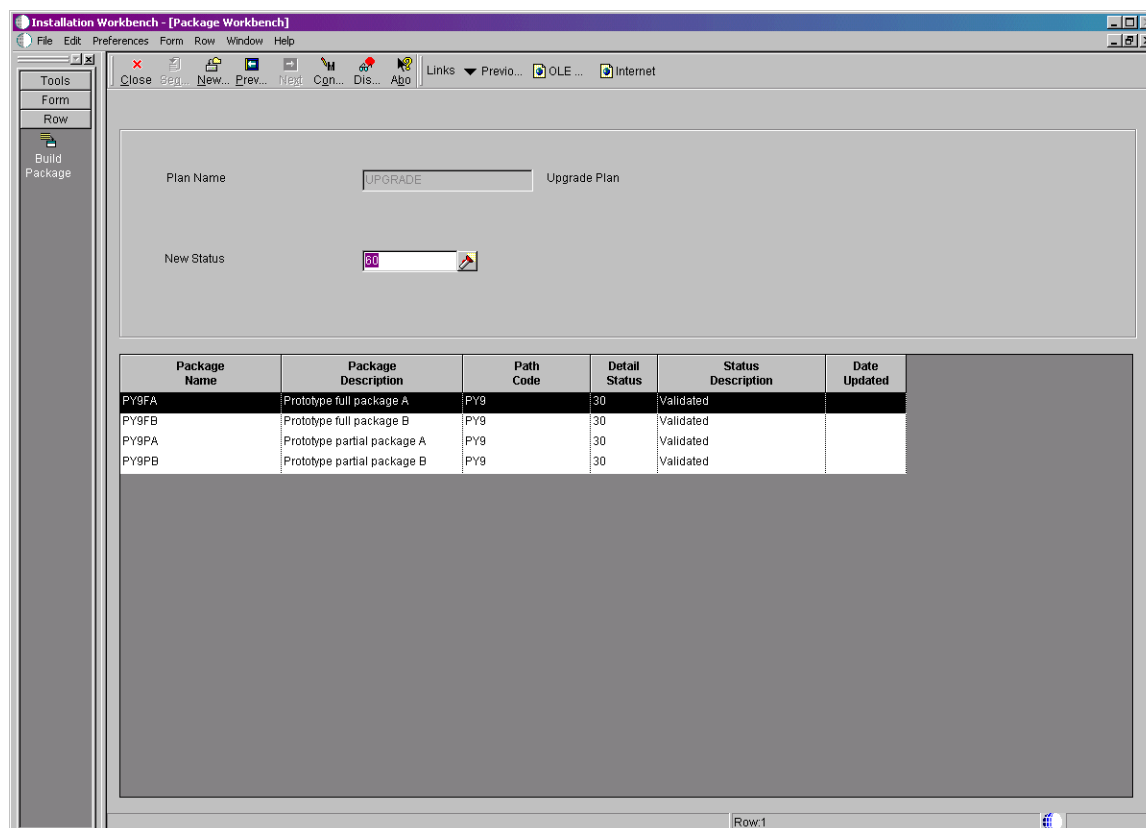 Installation Workbench - [Package Workbench]
File Edit Preferences Form Row Window Help
Close Seq... New... Prev... Next Con... Dis... Abo Links Previo... OLE ... Internet
Tools
Form
Row
Build
Package
Plan Name UPGRADE Upgrade Plan
New Status 60
Package Name Package Description Path Code Detail Status Status Description Date Updated
PY9FA Prototype full package A PY9 30 Validated
PY9FB Prototype full package B PY9 30 Validated
PY9PA Prototype partial package A PY9 30 Validated
PY9PB Prototype partial package B PY9 30 Validated
Row:1